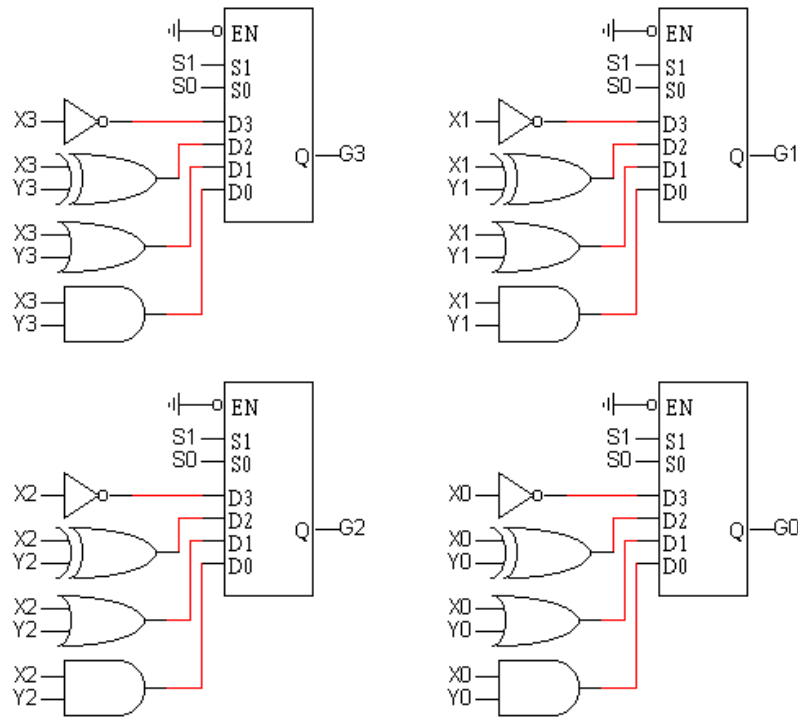 EN
S1 S1
S0 S0
X3 D3
X3 D2
Y3 D1
Q G3
D0
X3
Y3
X3
Y3
EN
S1 S1
S0 S0
X1 D3
X1 D2
Y1 D1
Q G1
D0
X1
Y1
X1
Y1
EN
S1 S1
S0 S0
X2 D3
X2 D2
Y2 D1
Q G2
D0
X2
Y2
X2
Y2
EN
S1 S1
S0 S0
X0 D3
X0 D2
Y0 D1
Q G0
D0
X0
Y0
X0
Y0